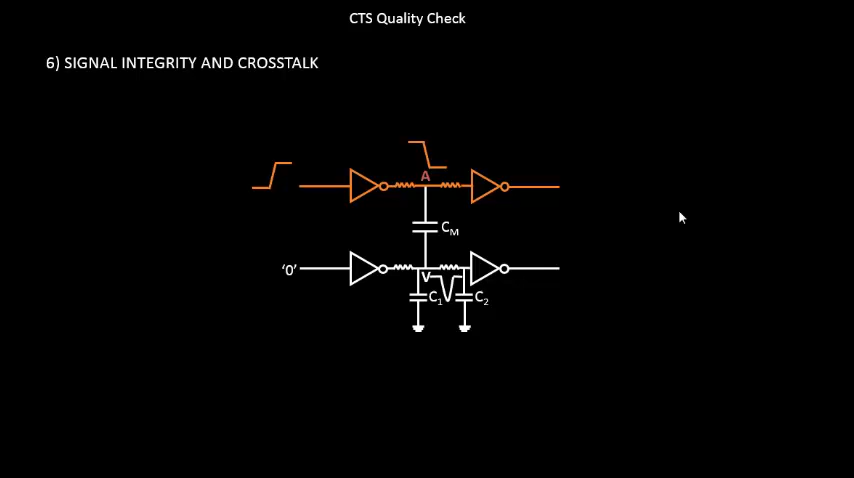 CTS Quality Check
6) SIGNAL INTEGRITY AND CROSSTALK
A
CM
'0'
V
C1
C2